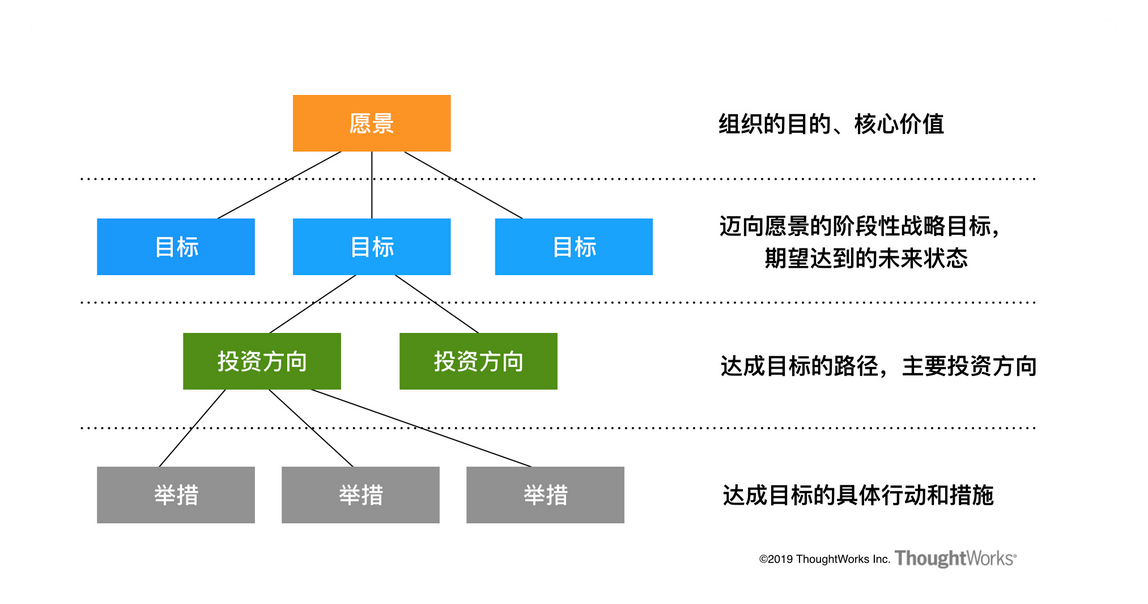 愿景
组织的目的、核心价值
目标
目标
目标
迈向愿景的阶段性战略目标，
期望达到的未来状态
投资方向
投资方向
达成目标的路径，主要投资方向
举措
举措
举措
达成目标的具体行动和措施
©2019 ThoughtWorks Inc. ThoughtWorks®